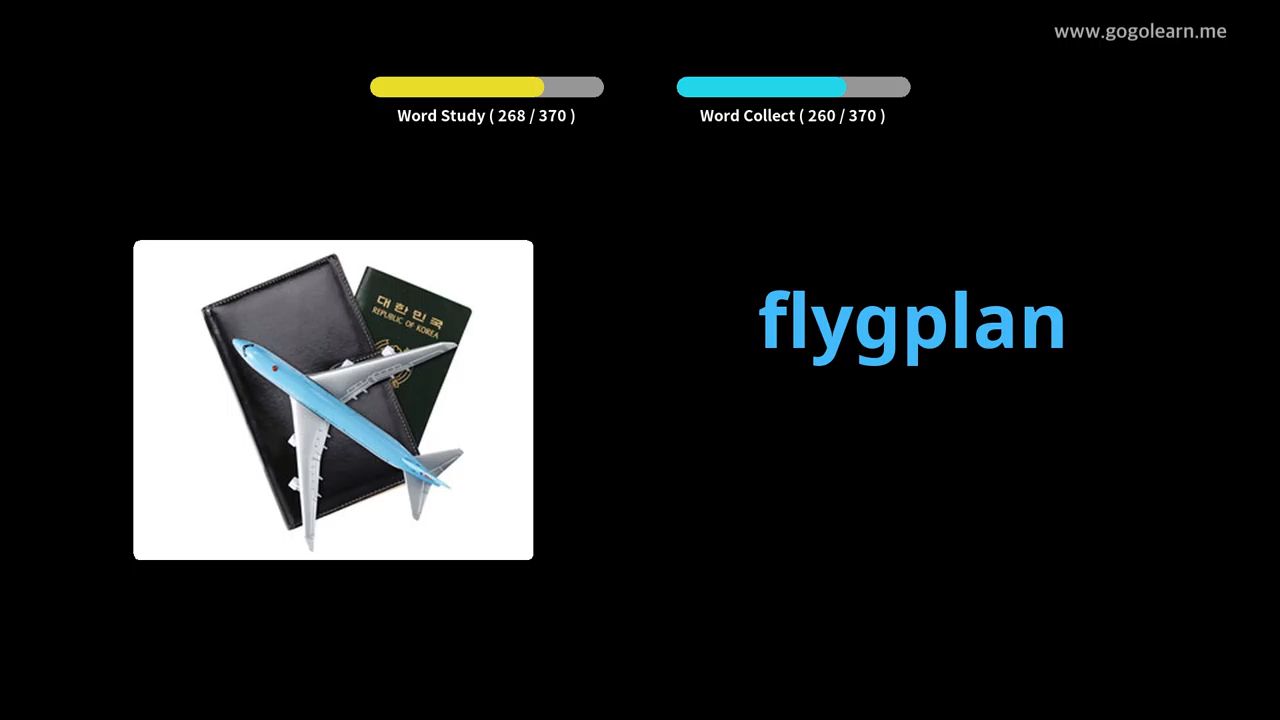 www.gogolearn.me
Word Study ( 268 / 370 )
Word Collect ( 260 / 370 )
대한민국
REPUBLIC OF KOREA
flygplan